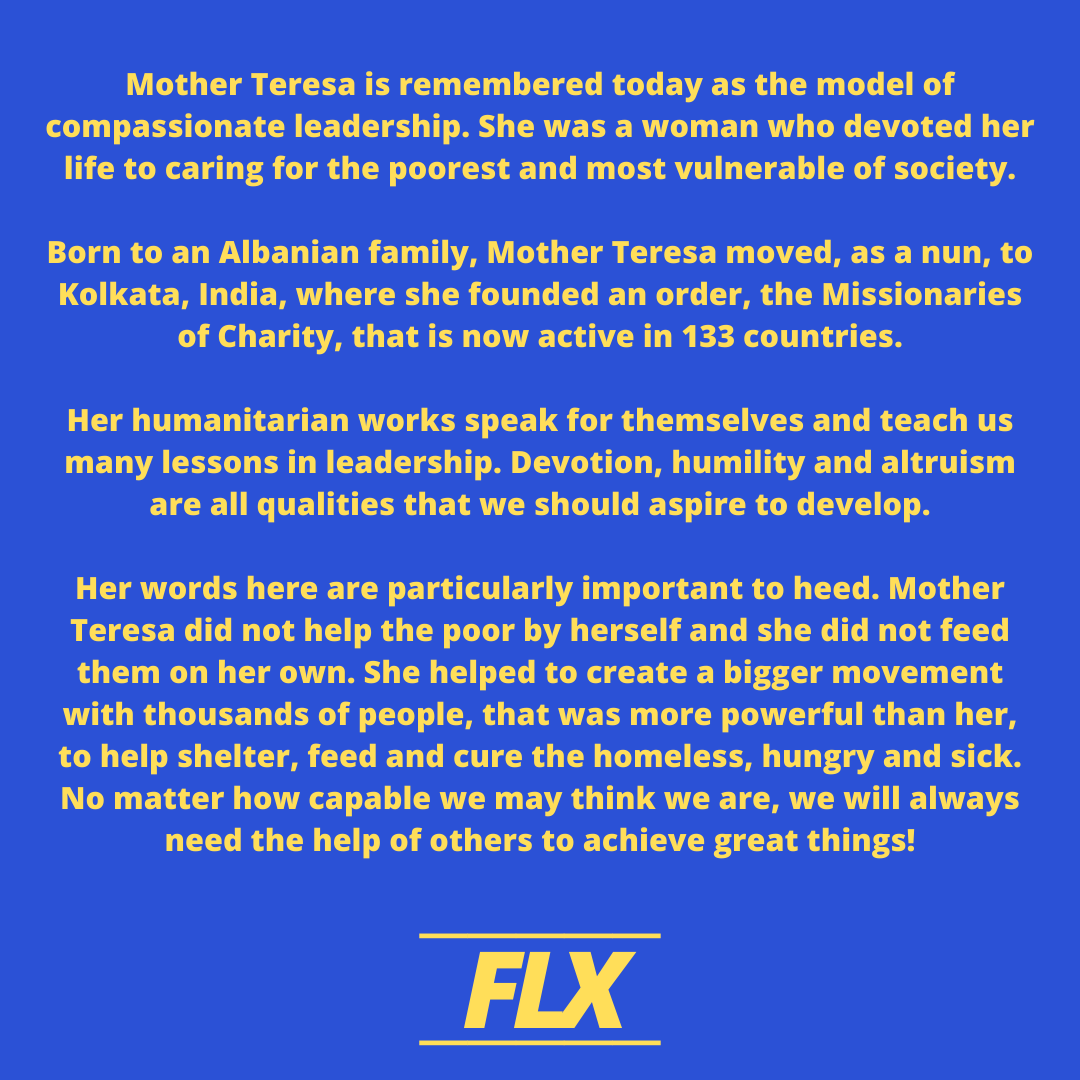 Mother Teresa is remembered today as the model of
compassionate leadership. She was a woman who devoted her
life to caring for the poorest and most vulnerable of society.
Born to an Albanian family, Mother Teresa moved, as a nun, to
Kolkata, India, where she founded an order, the Missionaries
of Charity, that is now active in 133 countries.
Her humanitarian works speak for themselves and teach us
many lessons in leadership. Devotion, humility and altruism
are all qualities that we should aspire to develop.
Her words here are particularly important to heed. Mother
Teresa did not help the poor by herself and she did not feed
them on her own. She helped to create a bigger movement
with thousands of people, that was more powerful than her,
to help shelter, feed and cure the homeless, hungry and sick.
No matter how capable we may think we are, we will always
need the help of others to achieve great things!
FLX